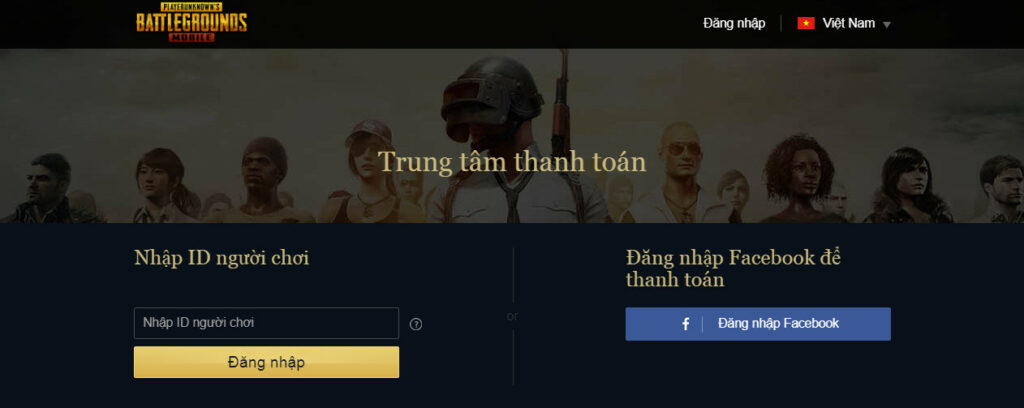 PLAYERUNKNOWN'S
BATTLEGROUNDS
MOBILE
Đăng nhập
Việt Nam
Trung tâm thanh toán
Nhập ID người chơi
Nhập ID người chơi
?
Đăng nhập
or
Đăng nhập Facebook để
thanh toán
f
Đăng nhập Facebook